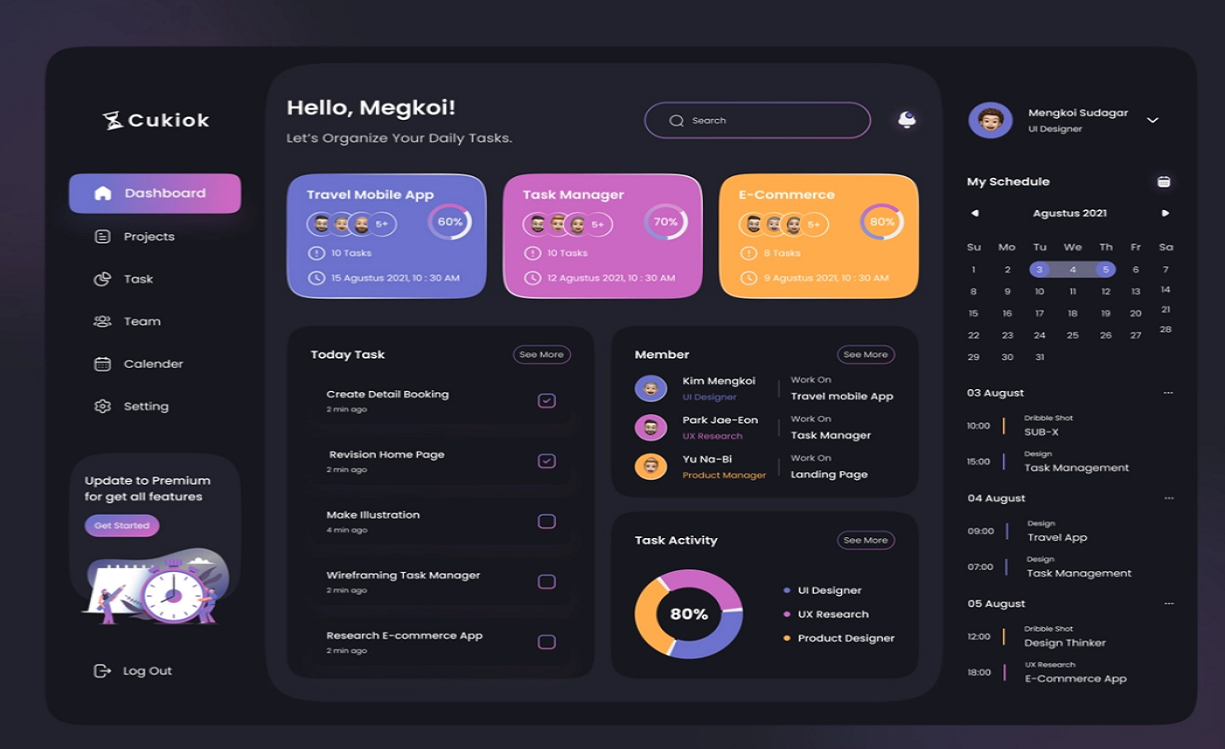 Cukiok
Dashboard
Projects
Task
Team
Calender
Setting
Update to Premium
for get all features
Get Started
Log Out
Hello, Megkoi!
Let's Organize Your Daily Tasks.
Search
Travel Mobile App
5+
60%
10 Tasks
15 Agustus 2021, 10 : 30 AM
Task Manager
5+
70%
10 Tasks
12 Agustus 2021, 10 : 30 AM
E-Commerce
5+
80%
8 Tasks
9 Agustus 2021, 10 : 30 AM
Today Task
See More
Create Detail Booking
2 min ago
Revision Home Page
2 min ago
Make Illustration
4 min ago
Wireframing Task Manager
2 min ago
Research E-commerce App
2 min ago
Member
See More
Kim Mengkoi
UI Designer
Work On
Travel mobile App
Park Jae-Eon
UX Research
Work On
Task Manager
Yu Na-Bi
Product Manager
Work On
Landing Page
Task Activity
See More
80%
UI Designer
UX Research
Product Designer
Mengkoi Sudagar
UI Designer
My Schedule
Agustus 2021
Su Mo Tu We Th Fr Sa
1 2 3 4 5 6 7
8 9 10 11 12 13 14
15 16 17 18 19 20 21
22 23 24 25 26 27 28
29 30 31
03 August
10:00
Dribble Shot
SUB-X
15:00
Design
Task Management
04 August
09:00
Design
Travel App
07:00
Design
Task Management
05 August
12:00
Dribble Shot
Design Thinker
18:00
UX Research
E-Commerce App